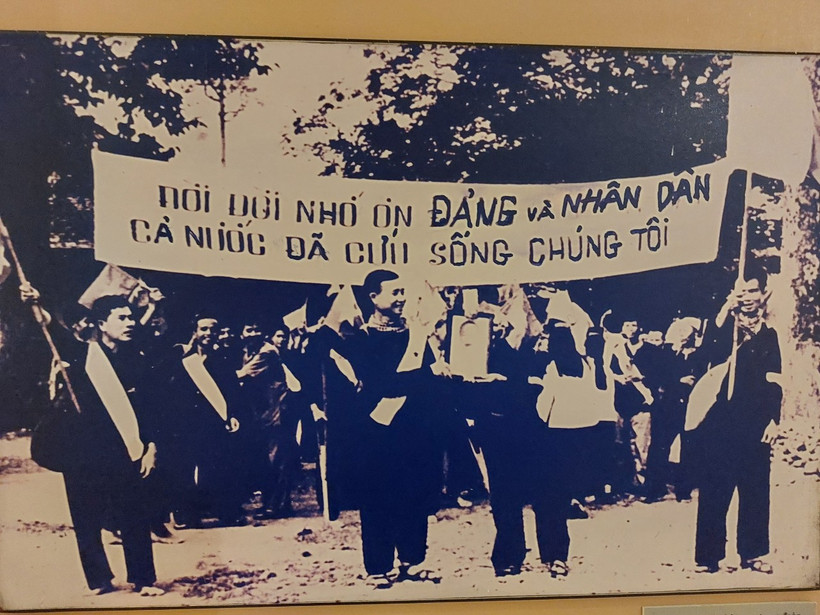 ĐỜI ĐỜI NHỚ ƠN ĐẢNG VÀ NHÂN DÂN
CẢ NƯỚC ĐÃ CỨU SỐNG CHÚNG TÔI